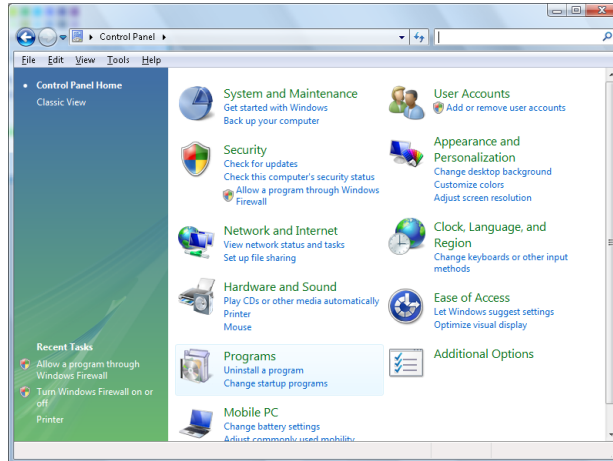 Control Panel
File Edit View Tools Help
Control Panel Home
Classic View
System and Maintenance
Get started with Windows
Back up your computer
Security
Check for updates
Check this computer's security status
Allow a program through Windows
Firewall
Network and Internet
View network status and tasks
Set up file sharing
Hardware and Sound
Play CDs or other media automatically
Printer
Mouse
Programs
Uninstall a program
Change startup programs
Mobile PC
Change battery settings
Adjust commonly used mobility
User Accounts
Add or remove user accounts
Appearance and
Personalization
Change desktop background
Customize colors
Adjust screen resolution
Clock, Language, and
Region
Change keyboards or other input
methods
Ease of Access
Let Windows suggest settings
Optimize visual display
Additional Options
Recent Tasks
Allow a program through
Windows Firewall
Turn Windows Firewall on or
off
Printer